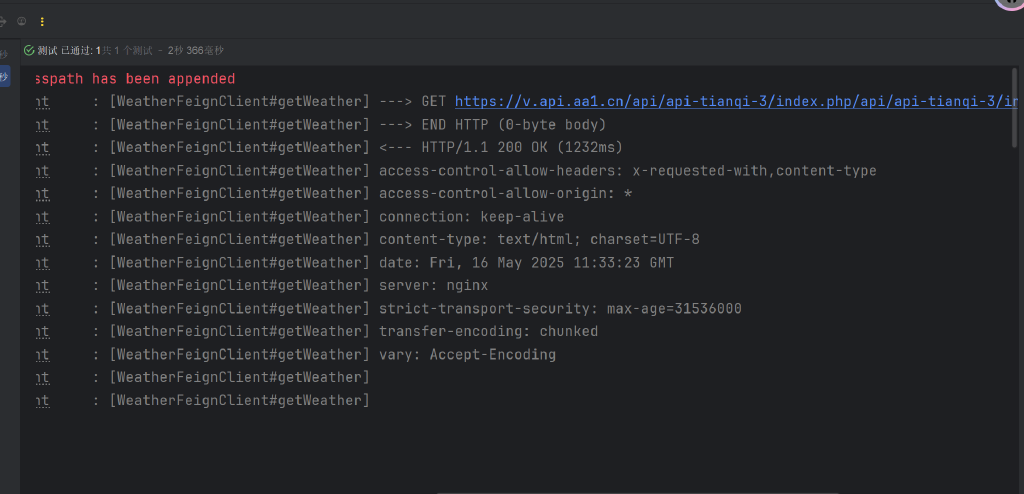 秒
测试 已通过: 1共 1 个测试 – 2秒 366毫秒
秒
sspath has been appended
nt : [WeatherFeignClient#getWeather] ---> GET https://v.api.aa1.cn/api/api-tianqi-3/index.php/api/api-tianqi-3/in
nt : [WeatherFeignClient#getWeather] ---> END HTTP (0-byte body)
nt : [WeatherFeignClient#getWeather] <--- HTTP/1.1 200 OK (1232ms)
nt : [WeatherFeignClient#getWeather] access-control-allow-headers: x-requested-with,content-type
nt : [WeatherFeignClient#getWeather] access-control-allow-origin: *
nt : [WeatherFeignClient#getWeather] connection: keep-alive
nt : [WeatherFeignClient#getWeather] content-type: text/html; charset=UTF-8
nt : [WeatherFeignClient#getWeather] date: Fri, 16 May 2025 11:33:23 GMT
nt : [WeatherFeignClient#getWeather] server: nginx
nt : [WeatherFeignClient#getWeather] strict-transport-security: max-age=31536000
nt : [WeatherFeignClient#getWeather] transfer-encoding: chunked
nt : [WeatherFeignClient#getWeather] vary: Accept-Encoding
nt : [WeatherFeignClient#getWeather]
nt : [WeatherFeignClient#getWeather]